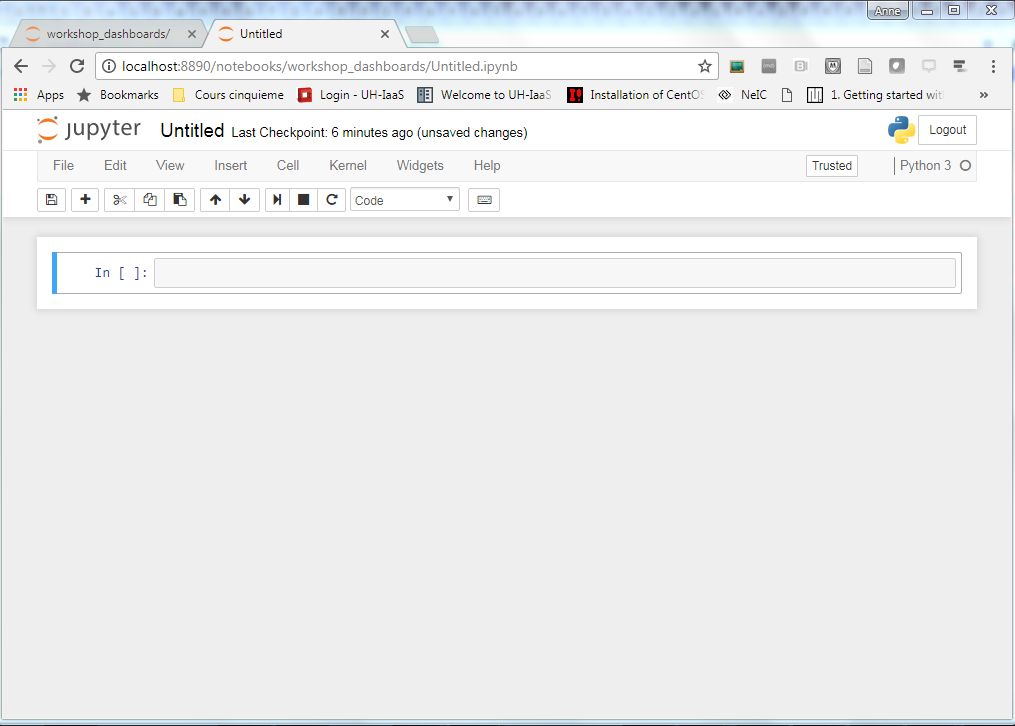 Anne
workshop_dashboards/ Untitled
localhost:8890/notebooks/workshop_dashboards/Untitled.ipynb
Apps Bookmarks Cours cinquieme Login - UH-IaaS Welcome to UH-IaaS Installation of CentOS NeIC 1. Getting started wit »
jupyter Untitled Last Checkpoint: 6 minutes ago (unsaved changes) Logout
File Edit View Insert Cell Kernel Widgets Help Trusted Python 3
Code
In [ ]: